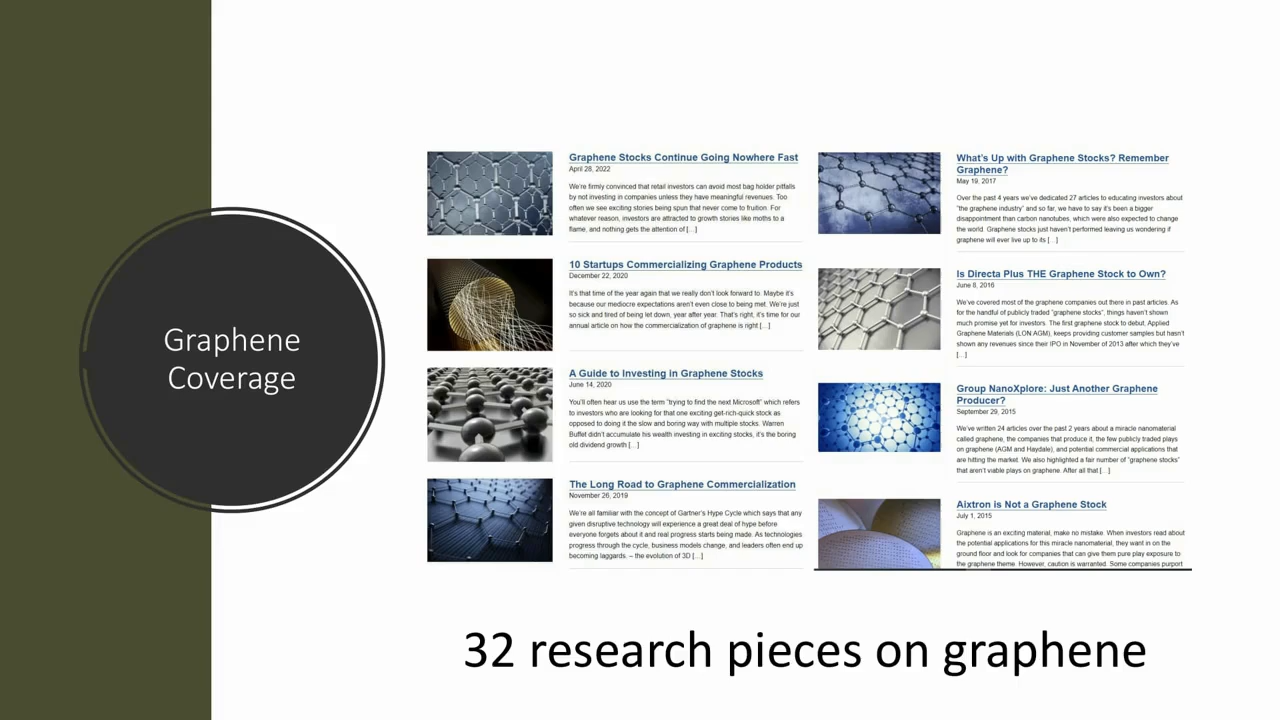 Graphene
Coverage
Graphene Stocks Continue Going Nowhere Fast
April 28, 2022
We're firmly convinced that retail investors can avoid most bag holder pitfalls
by not investing in companies unless they have meaningful revenues. Too
often we see exciting stories being spun that never come to fruition. For
whatever reason, investors are attracted to growth stories like moths to a
flame, and nothing gets the attention of [...]
10 Startups Commercializing Graphene Products
December 22, 2020
It's that time of the year again that we really don't look forward to. Maybe it's
because our mediocre expectations aren't even close to being met. We're just
so sick and tired of being let down, year after year. That's right, it's time for our
annual article on how the commercialization of graphene is right [...]
A Guide to Investing in Graphene Stocks
June 14, 2020
You'll often hear us use the term "trying to find the next Microsoft" which refers
to investors who are looking for that one exciting get-rich-quick stock as
opposed to doing it the slow and boring way with multiple stocks. Warren
Buffet didn't accumulate his wealth investing in exciting stocks, it's the boring
old dividend growth [...]
The Long Road to Graphene Commercialization
November 26, 2019
We're all familiar with the concept of Gartner's Hype Cycle which says that any
given disruptive technology will experience a great deal of hype before
everyone forgets about it and real progress starts being made. As technologies
progress through the cycle, business models change, and leaders often end up
becoming laggards. – the evolution of 3D [...]
What's Up with Graphene Stocks? Remember
Graphene?
May 19, 2017
Over the past 4 years we've dedicated 27 articles to educating investors about
"the graphene industry" and so far, we have to say it's been a bigger
disappointment than carbon nanotubes, which were also expected to change
the world. Graphene stocks just haven't performed leaving us wondering if
graphene will ever live up to its [...]
Is Directa Plus THE Graphene Stock to Own?
June 6, 2016
We've covered most of the graphene companies out there in past articles. As
for the handful of publicly traded "graphene stocks", things haven't shown
much promise yet for investors. The first graphene stock to debut, Applied
Graphene Materials (LON:AGM), keeps providing customer samples but hasn't
shown any revenues since their IPO in November of 2013 after which they've
[...]
Group NanoXplore: Just Another Graphene
Producer?
September 29, 2015
We've written 24 articles over the past 2 years about a miracle nanomaterial
called graphene, the companies that produce it, the few publicly traded plays
on graphene (AGM and Haydale), and potential commercial applications that
are hitting the market. We also highlighted a fair number of "graphene stocks"
that aren't viable plays on graphene. After all that [...]
Aixtron is Not a Graphene Stock
July 1, 2015
Graphene is an exciting material, make no mistake. When investors read about
the potential applications for this miracle nanomaterial, they want in on the
ground floor and look for companies that can give them pure play exposure to
the graphene theme. However, caution is warranted. Some companies purport
32 research pieces on graphene